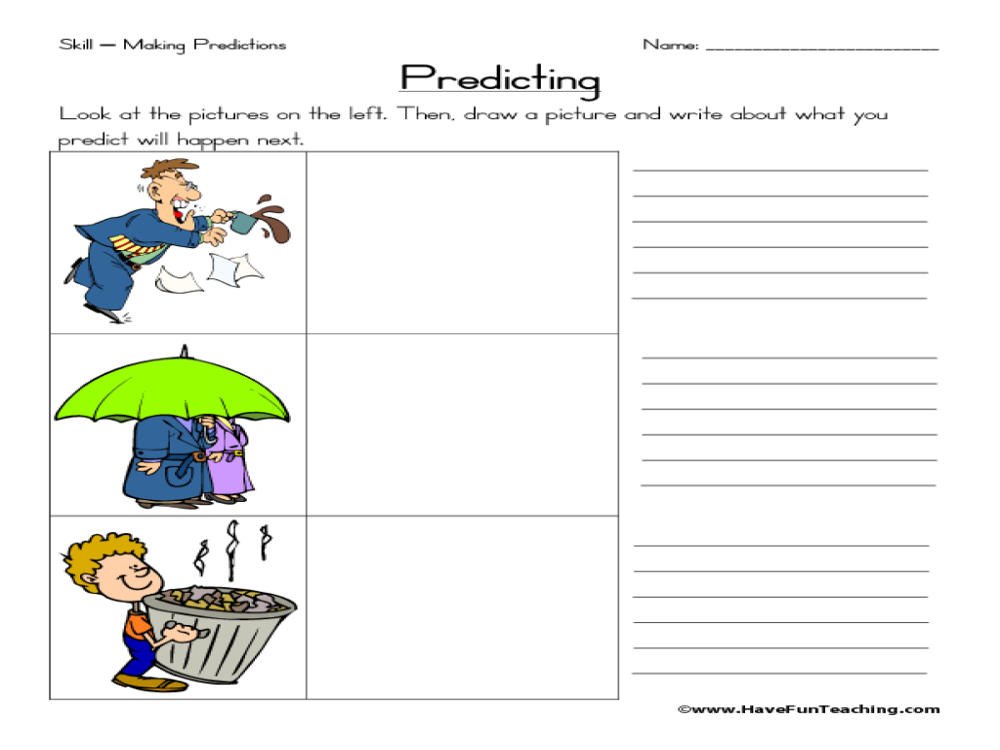 Skill – Making Predictions
Name: __________________________
Predicting
Look at the pictures on the left. Then, draw a picture and write about what you
predict will happen next.
©www.HaveFunTeaching.com